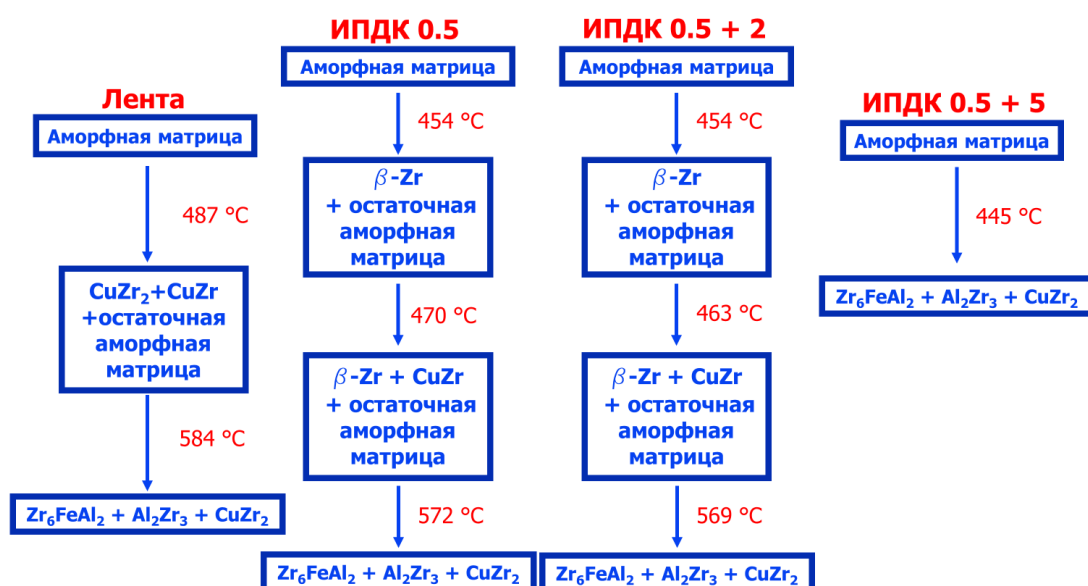 Лента
Аморфная матрица
487 °C
CuZr₂+CuZr
+остаточная
аморфная
матрица
584 °C
Zr₆FeAl₂ + Al₂Zr₃ + CuZr₂
ИПДК 0.5
Аморфная матрица
454 °C
β-Zr
+ остаточная
аморфная
матрица
470 °C
β-Zr + CuZr
+ остаточная
аморфная
матрица
572 °C
Zr₆FeAl₂ + Al₂Zr₃ + CuZr₂
ИПДК 0.5 + 2
Аморфная матрица
454 °C
β-Zr
+ остаточная
аморфная
матрица
463 °C
β-Zr + CuZr
+ остаточная
аморфная
матрица
569 °C
Zr₆FeAl₂ + Al₂Zr₃ + CuZr₂
ИПДК 0.5 + 5
Аморфная матрица
445 °C
Zr₆FeAl₂ + Al₂Zr₃ + CuZr₂